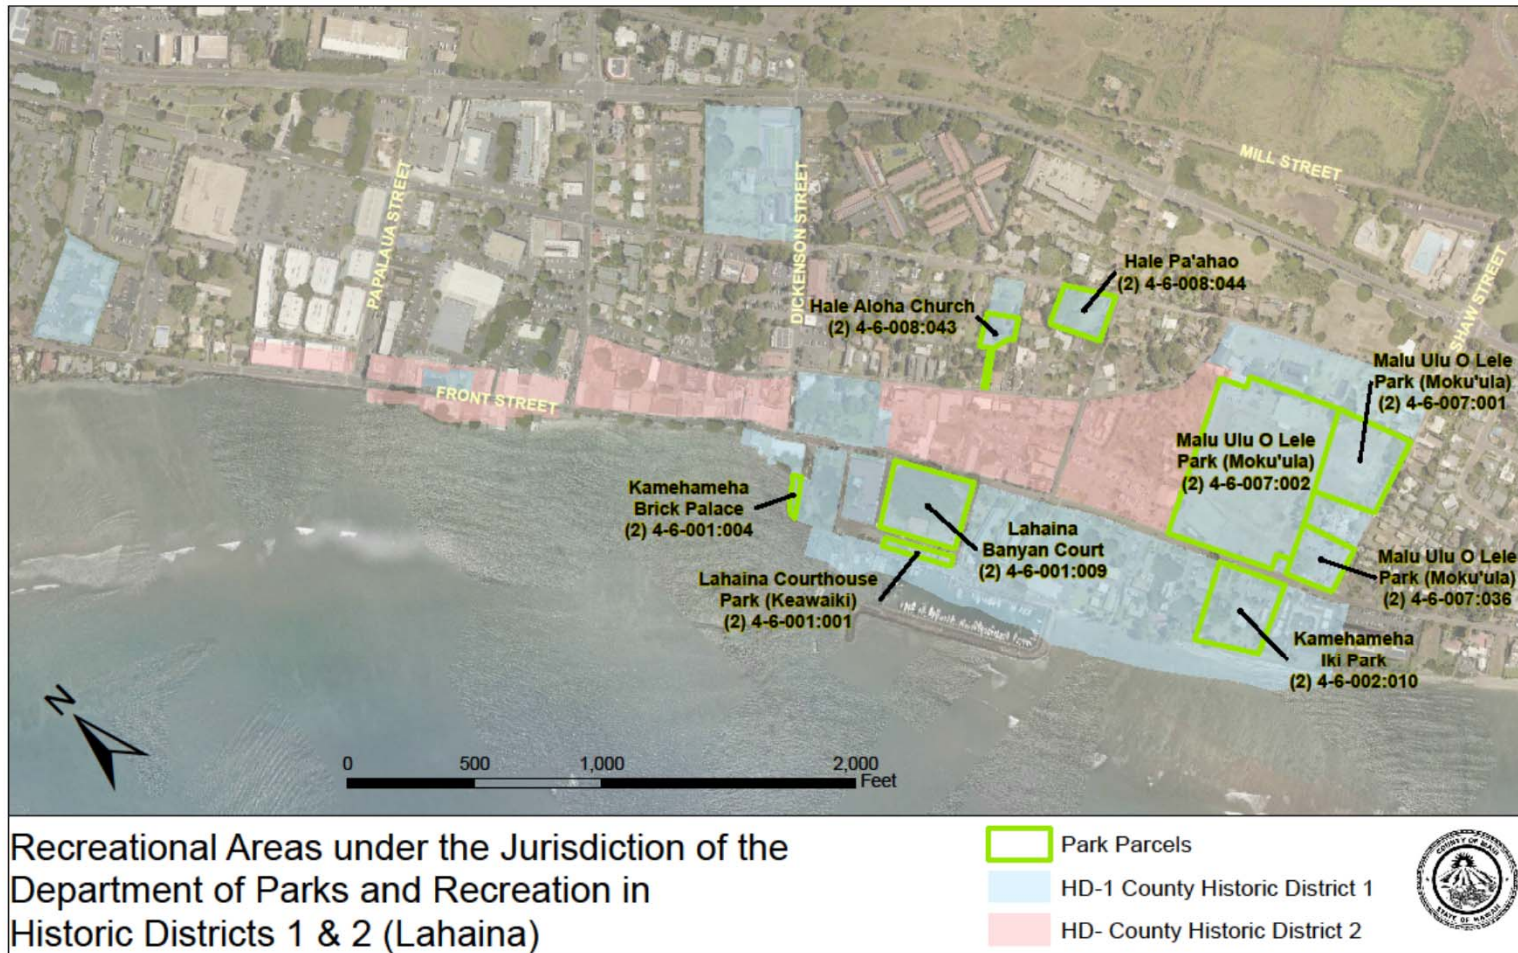 MILL STREET
PAPALAUA STREET
DICKENSON STREET
SHAW STREET
FRONT STREET
Hale Pa'ahao
(2) 4-6-008:044
Hale Aloha Church
(2) 4-6-008:043
Malu Ulu O Lele
Park (Moku'ula)
(2) 4-6-007:001
Malu Ulu O Lele
Park (Moku'ula)
(2) 4-6-007:002
Kamehameha
Brick Palace
(2) 4-6-001:004
Lahaina
Banyan Court
(2) 4-6-001:009
Malu Ulu O Lele
Park (Moku'ula)
(2) 4-6-007:036
Lahaina Courthouse
Park (Keawaiki)
(2) 4-6-001:001
Kamehameha
Iki Park
(2) 4-6-002:010
N
0 500 1,000 2,000
Feet
Recreational Areas under the Jurisdiction of the
Department of Parks and Recreation in
Historic Districts 1 & 2 (Lahaina)
Park Parcels
HD-1 County Historic District 1
HD- County Historic District 2
COUNTY OF MAUI
STATE OF HAWAII